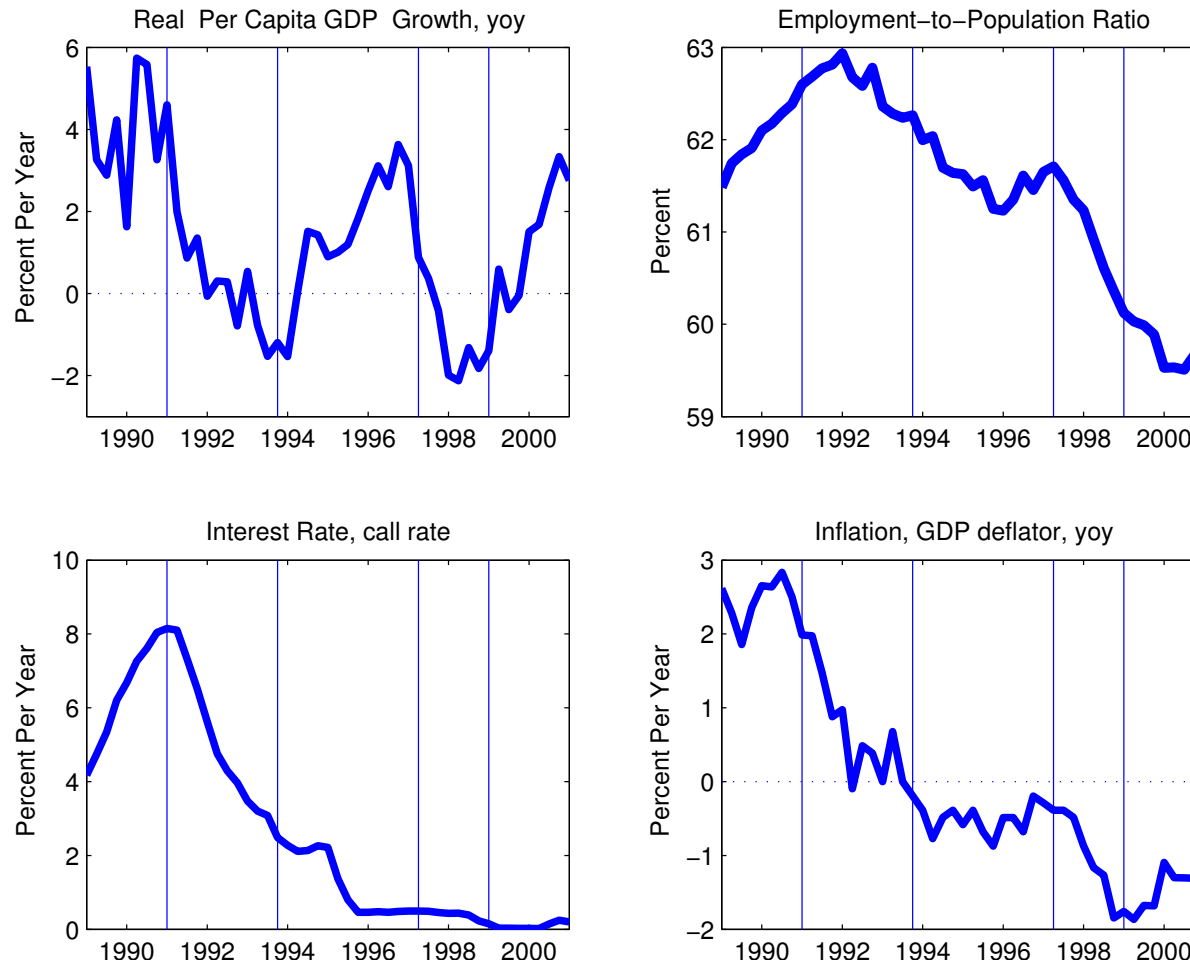 Real Per Capita GDP Growth, yoy
Percent Per Year
6
4
2
0
−2
1990 1992 1994 1996 1998 2000
Employment−to−Population Ratio
Percent
63
62
61
60
59
1990 1992 1994 1996 1998 2000
Interest Rate, call rate
Percent Per Year
10
8
6
4
2
0
1990 1992 1994 1996 1998 2000
Inflation, GDP deflator, yoy
Percent Per Year
3
2
1
0
−1
−2
1990 1992 1994 1996 1998 2000